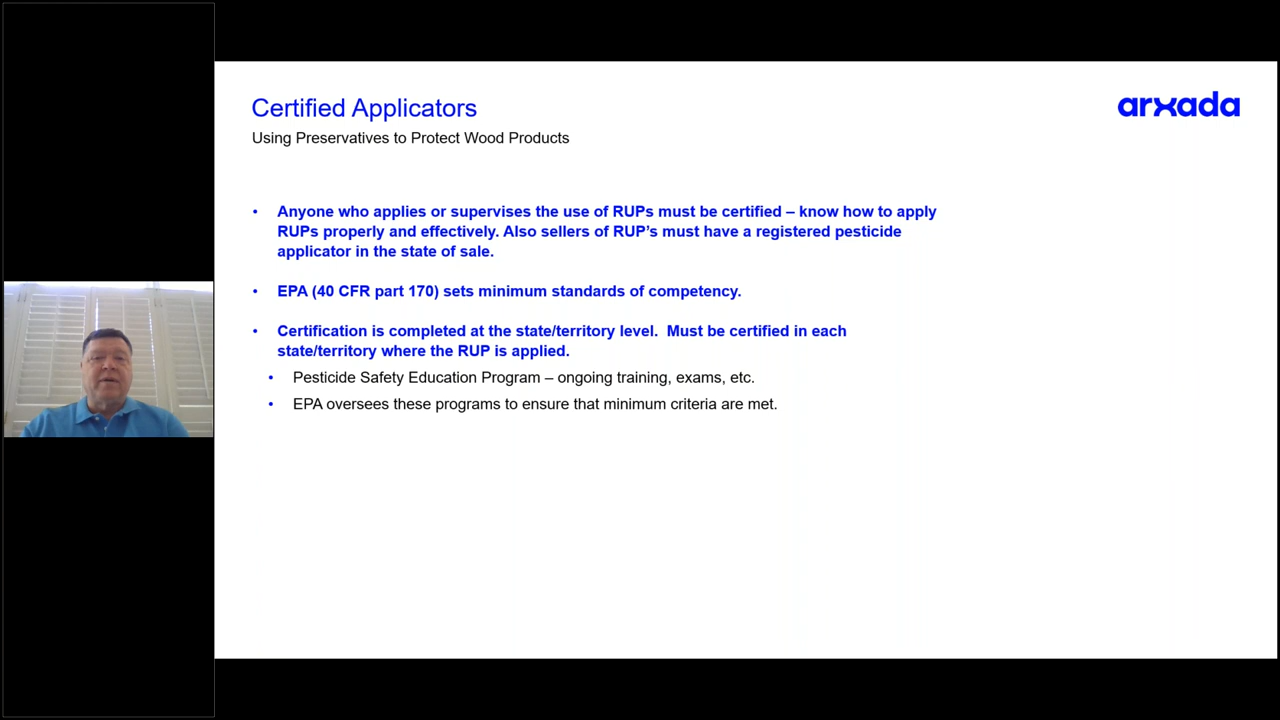 Certified Applicators
arxada
Using Preservatives to Protect Wood Products
• Anyone who applies or supervises the use of RUPs must be certified – know how to apply
RUPs properly and effectively. Also sellers of RUP's must have a registered pesticide
applicator in the state of sale.
• EPA (40 CFR part 170) sets minimum standards of competency.
• Certification is completed at the state/territory level.  Must be certified in each
state/territory where the RUP is applied.
• Pesticide Safety Education Program – ongoing training, exams, etc.
• EPA oversees these programs to ensure that minimum criteria are met.